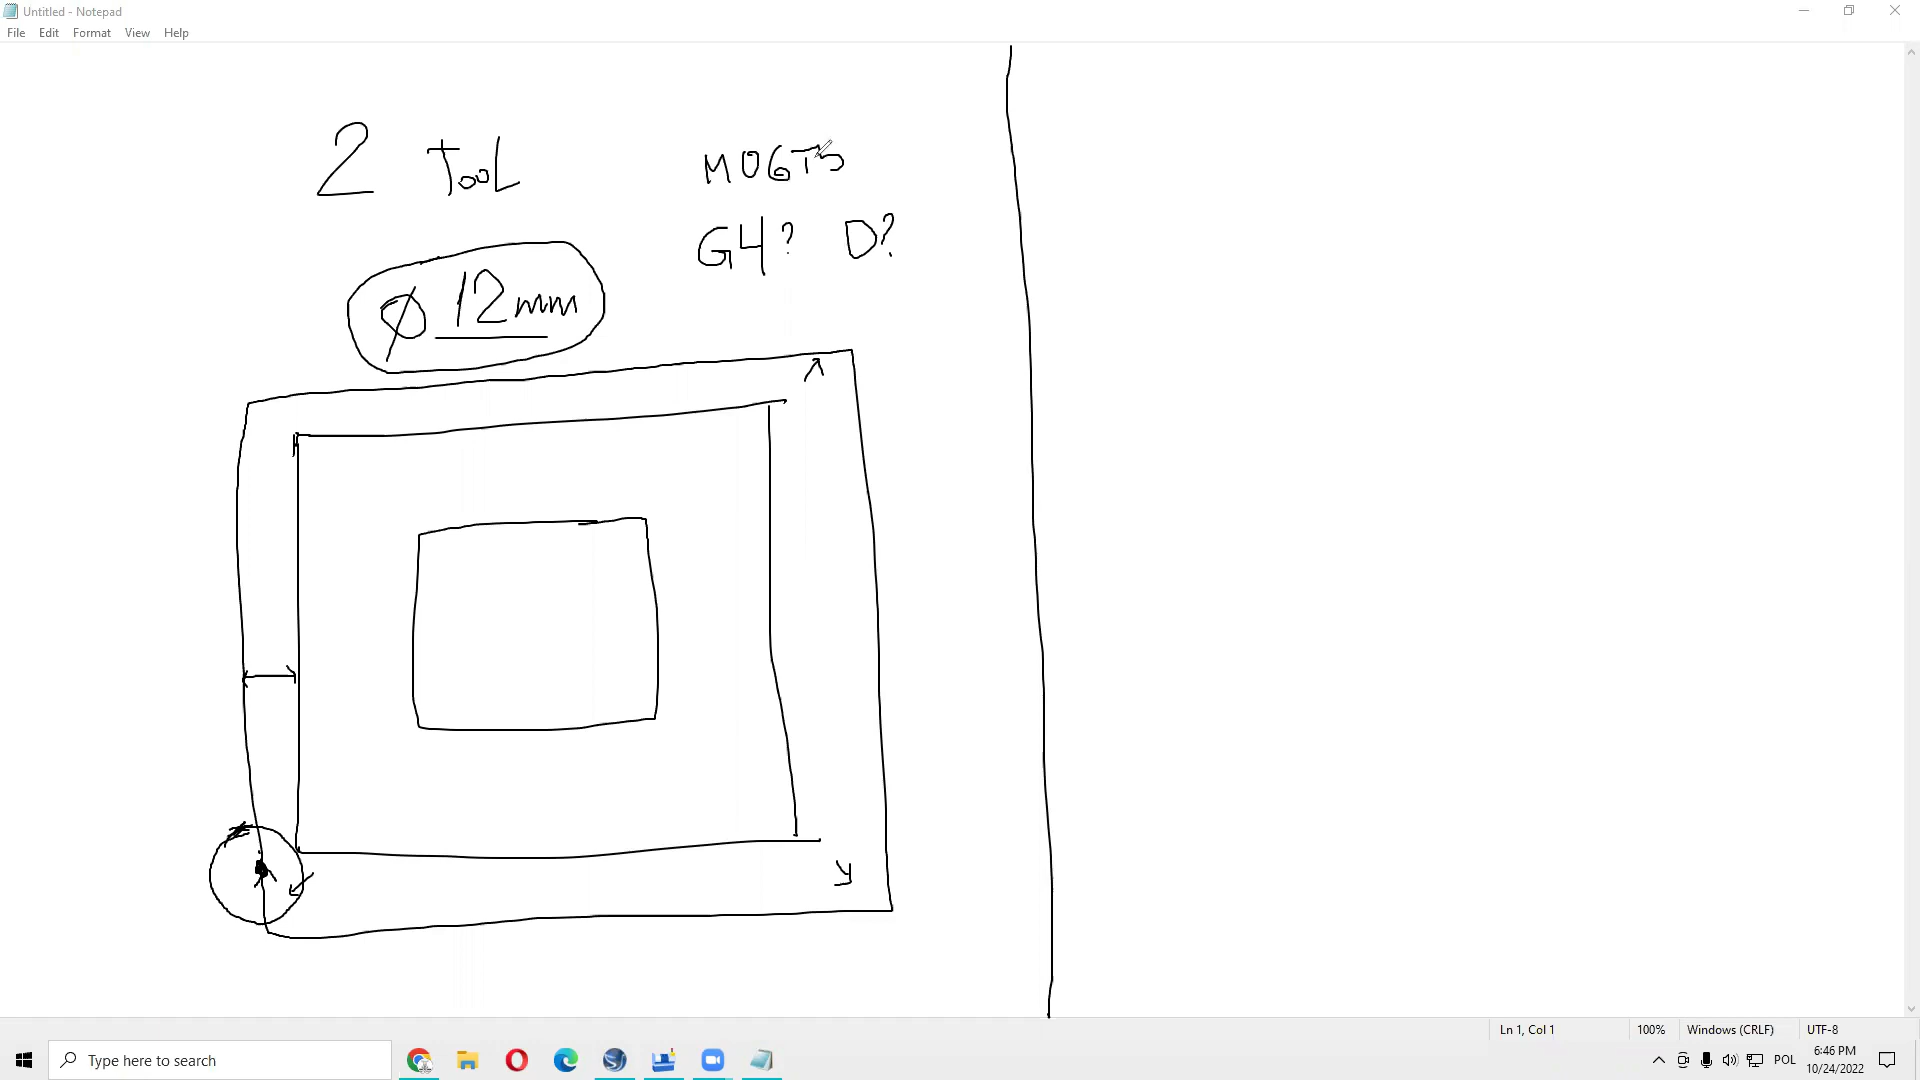 Untitled - Notepad
File Edit Format View Help
2 TooL
M06T5
G4? D?
Ø 12mm
Ln 1, Col 1 100% Windows (CRLF) UTF-8
Type here to search
POL
6:46 PM
10/24/2022